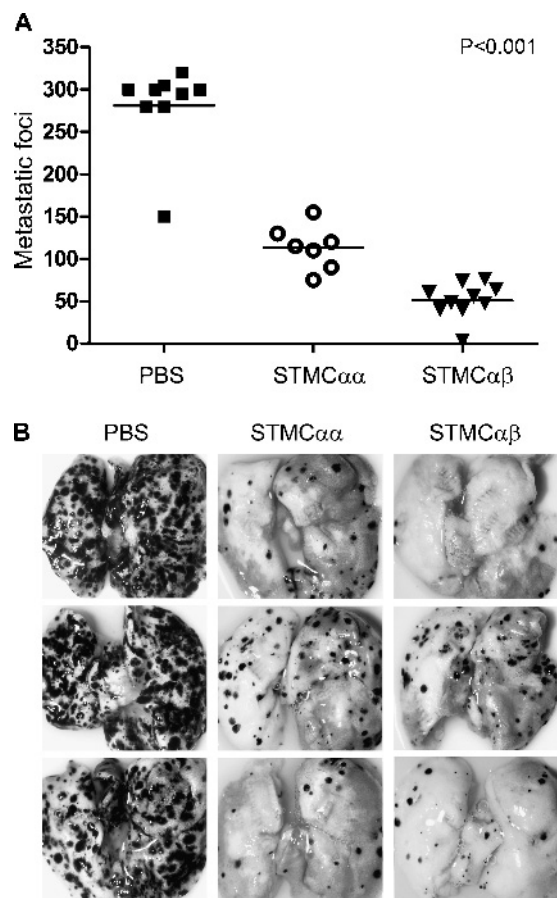 A
P<0.001
350
300
250
200
150
100
50
0
Metastatic foci
PBS STMCαα STMCαβ
B PBS STMCαα STMCαβ